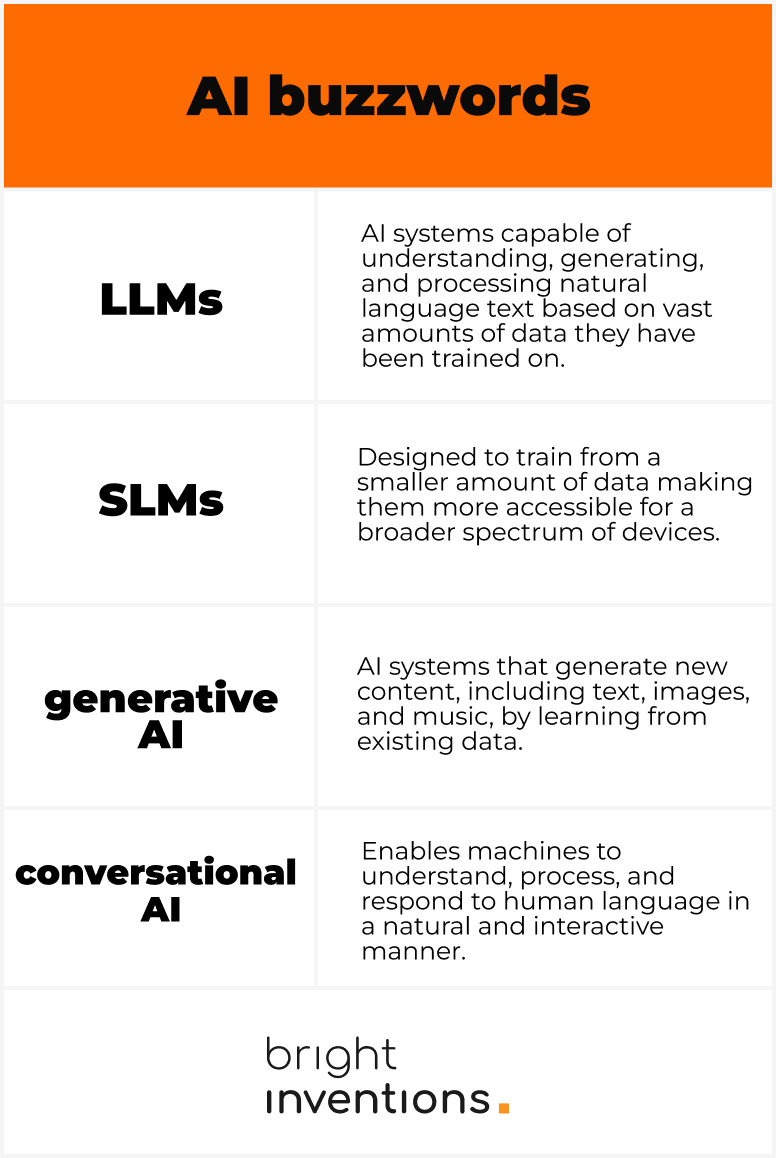 AI buzzwords
LLMs
AI systems capable of
understanding, generating,
and processing natural
language text based on vast
amounts of data they have
been trained on.
SLMs
Designed to train from a
smaller amount of data making
them more accessible for a
broader spectrum of devices.
generative
AI
AI systems that generate new
content, including text, images,
and music, by learning from
existing data.
conversational
AI
Enables machines to
understand, process, and
respond to human language in
a natural and interactive
manner.
bright
inventions.